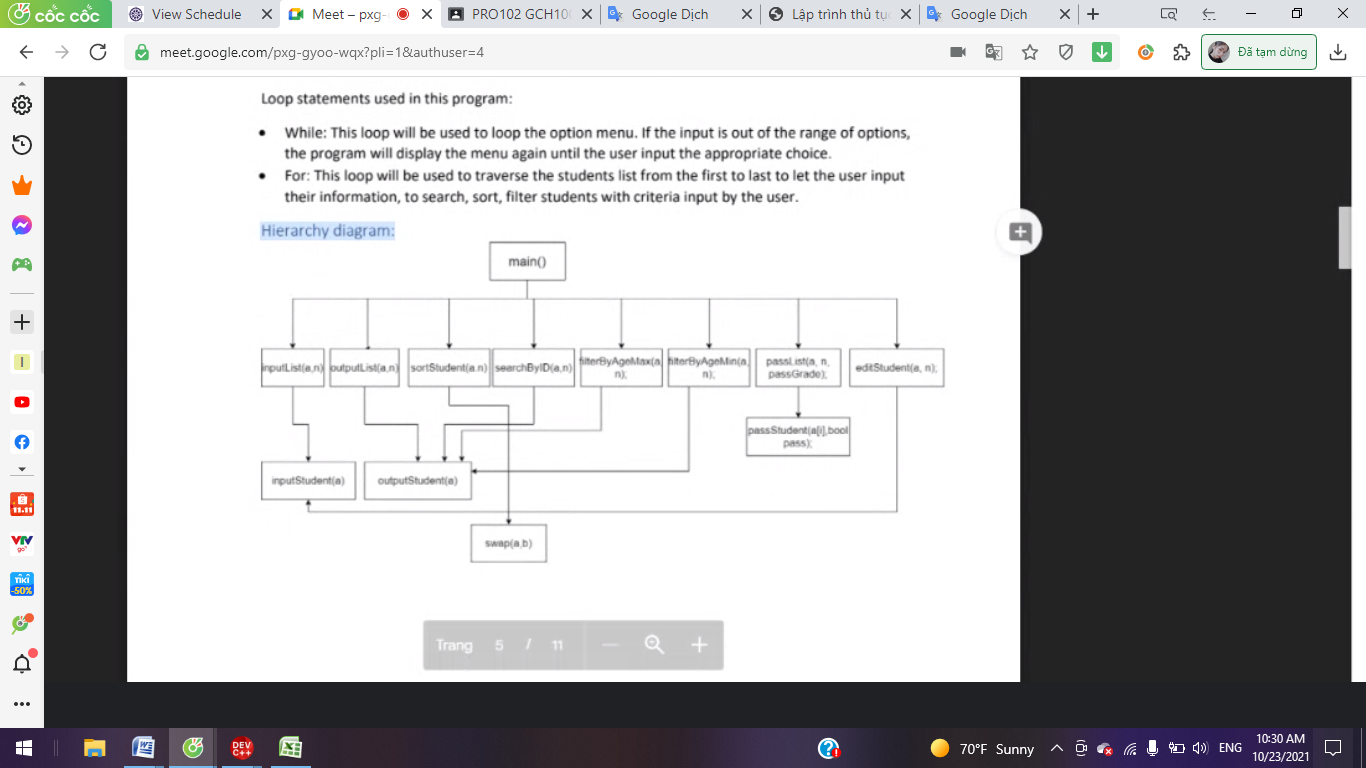 cốc cốc
View Schedule
Meet – pxg-
PRO102 GCH10
Google Dịch
Lập trình thủ tục
Google Dịch
meet.google.com/pxg-gyoo-wqx?pli=1&authuser=4
Đã tạm dừng
Loop statements used in this program:
• While: This loop will be used to loop the option menu. If the input is out of the range of options,
the program will display the menu again until the user input the appropriate choice.
• For: This loop will be used to traverse the students list from the first to last to let the user input
their information, to search, sort, filter students with criteria input by the user.
Hierarchy diagram:
main()
inputList(a,n)
outputList(a,n)
sortStudent(a.n)
searchByID(a,n)
filterByAgeMax(a,
n);
filterByAgeMin(a,
n);
passList(a, n,
passGrade);
editStudent(a, n);
passStudent(a[i],bool
pass);
inputStudent(a)
outputStudent(a)
swap(a,b)
Trang 5 / 11
I
11.11
VTV
go
TIKI
-50%
W
DEV
C++
X
70°F Sunny
ENG
10:30 AM
10/23/2021